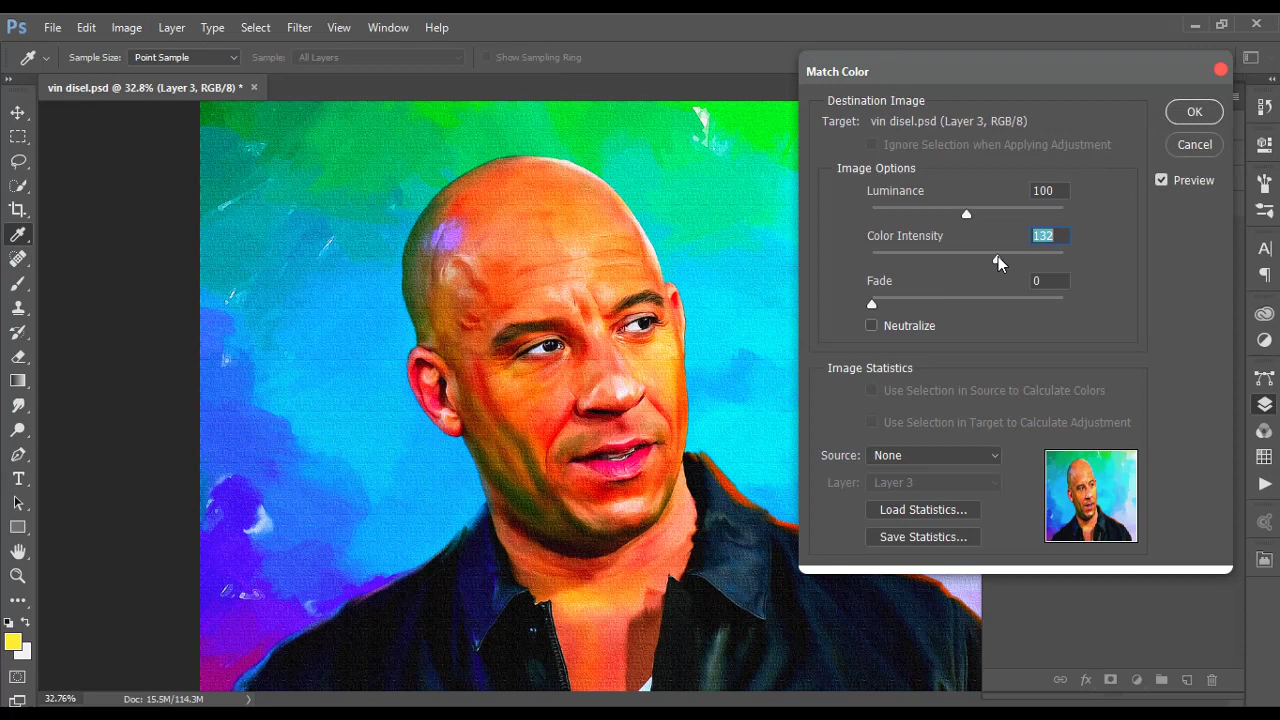 Ps File Edit Image Layer Type Select Filter View Window Help
Sample Size: Point Sample Sample: All Layers Show Sampling Ring
vin disel.psd @ 32.8% (Layer 3, RGB/8) * ×
Match Color
Destination Image
Target: vin disel.psd (Layer 3, RGB/8)
OK
Ignore Selection when Applying Adjustment
Cancel
Image Options
Preview
Luminance 100
Color Intensity 132
Fade 0
Neutralize
Image Statistics
Use Selection in Source to Calculate Colors
Use Selection in Target to Calculate Adjustment
Source: None
Layer: Layer 3
Load Statistics...
Save Statistics...
32.76% Doc: 15.5M/114.3M